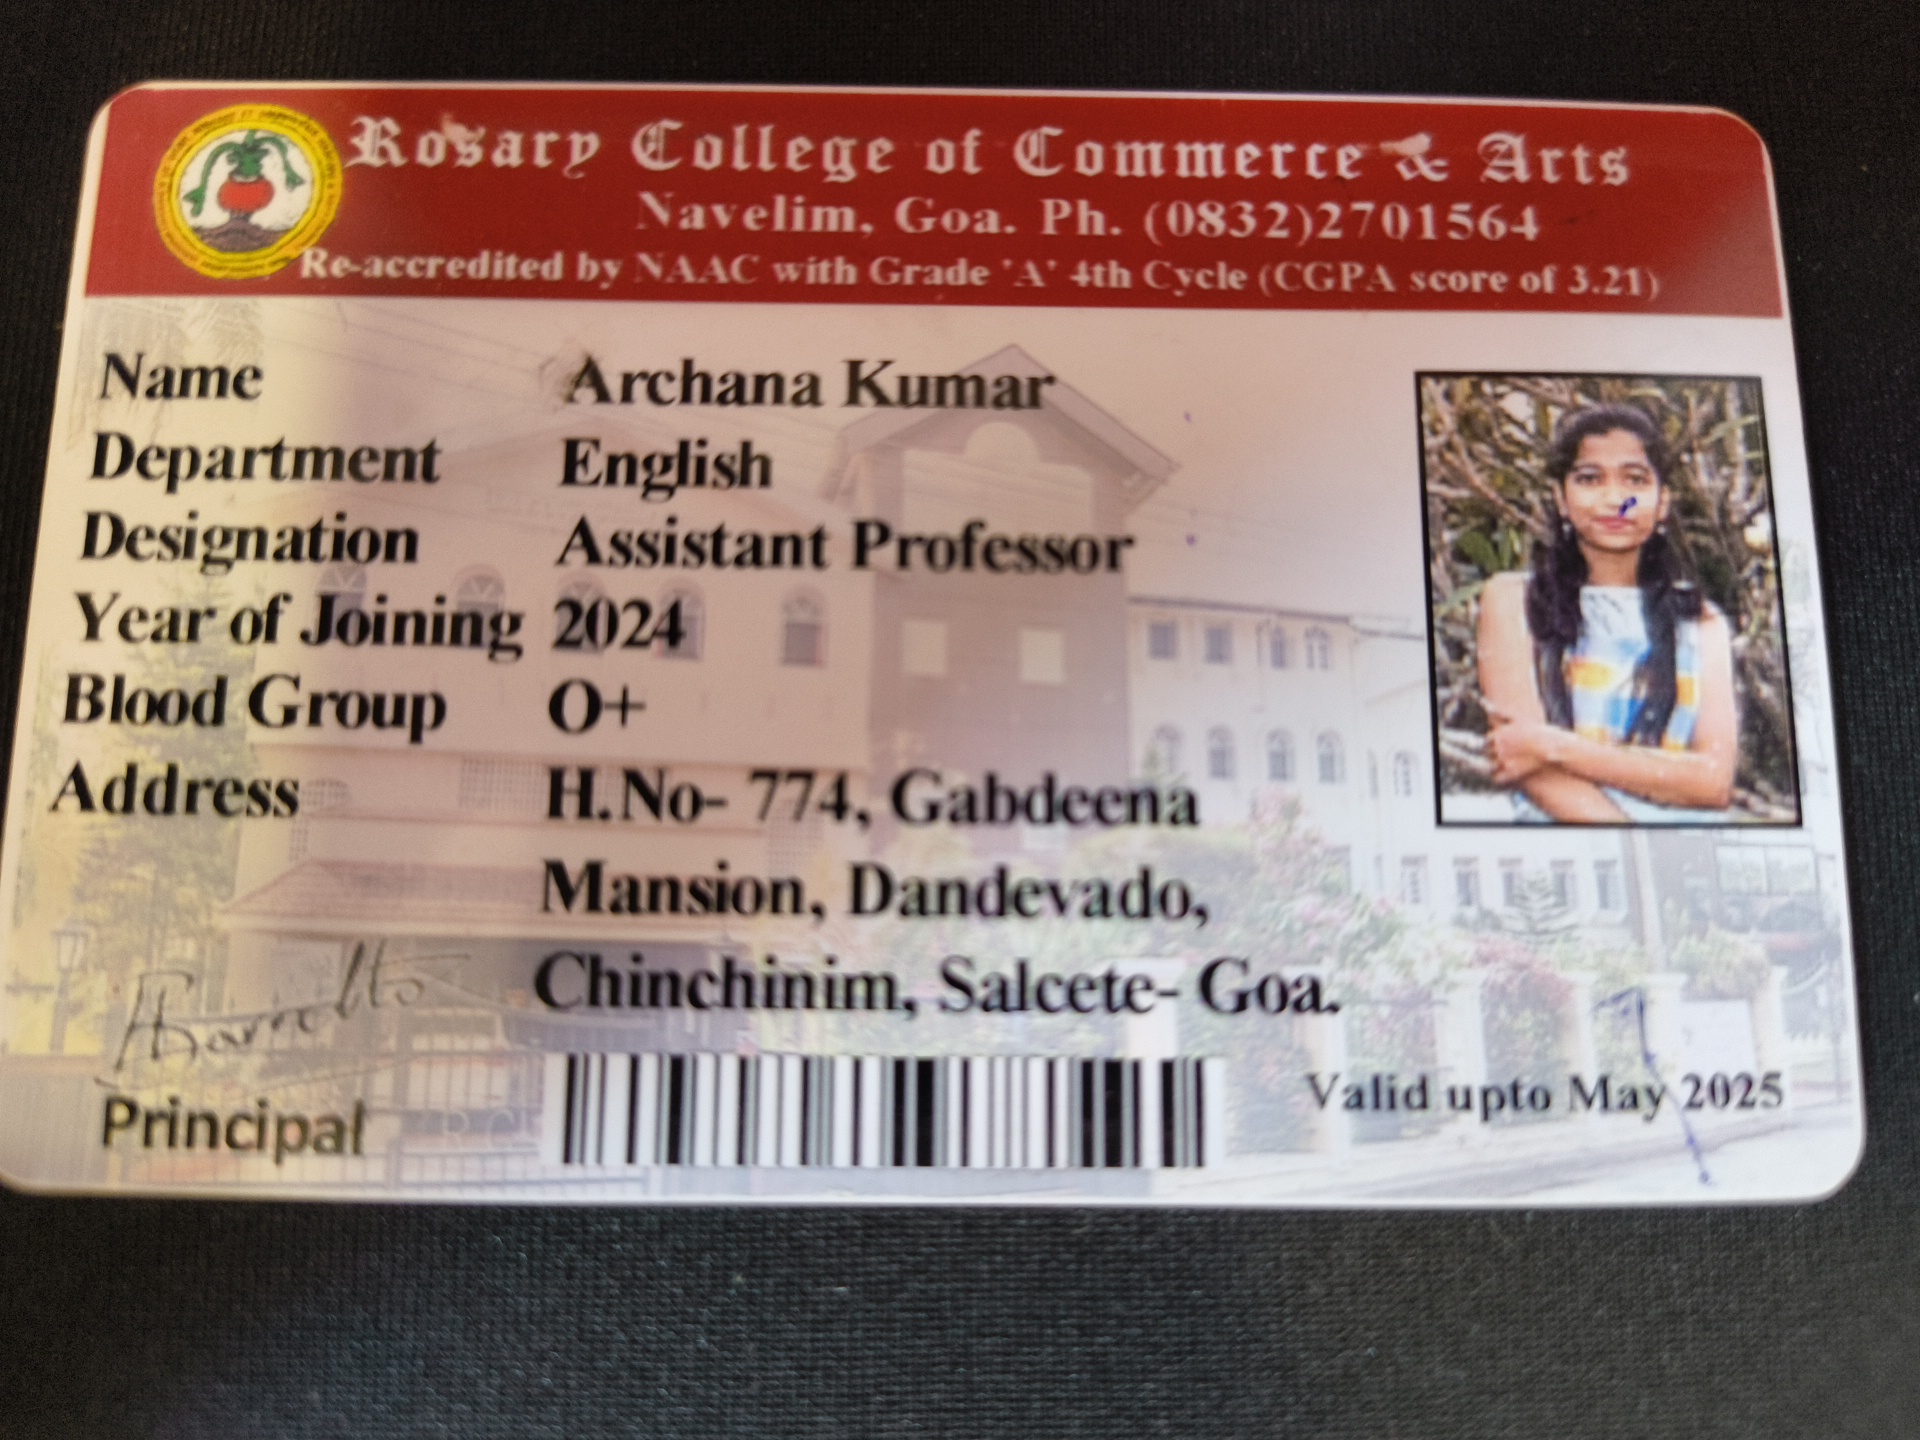 Rosary College of Commerce & Arts
Navelim, Goa. Ph. (0832)2701564
Re-accredited by NAAC with Grade 'A' 4th Cycle (CGPA score of 3.21)
Name Archana Kumar
Department English
Designation Assistant Professor
Year of Joining 2024
Blood Group O+
Address H.No- 774, Gabdeena
Mansion, Dandevado,
Chinchinim, Salcete- Goa.
Principal
Valid upto May 2025